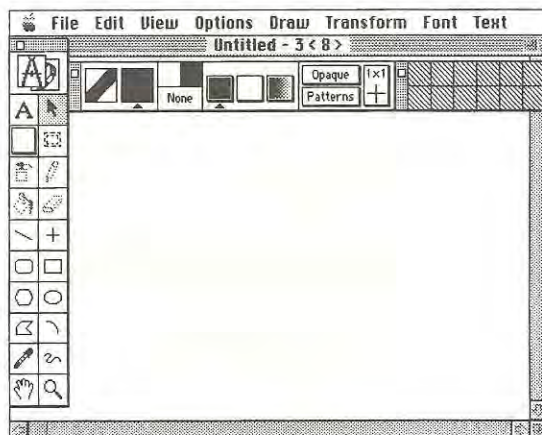 File Edit View Options Draw Transform Font Text
Untitled - 3 < 8 >
Opaque 1x1
None Patterns
A